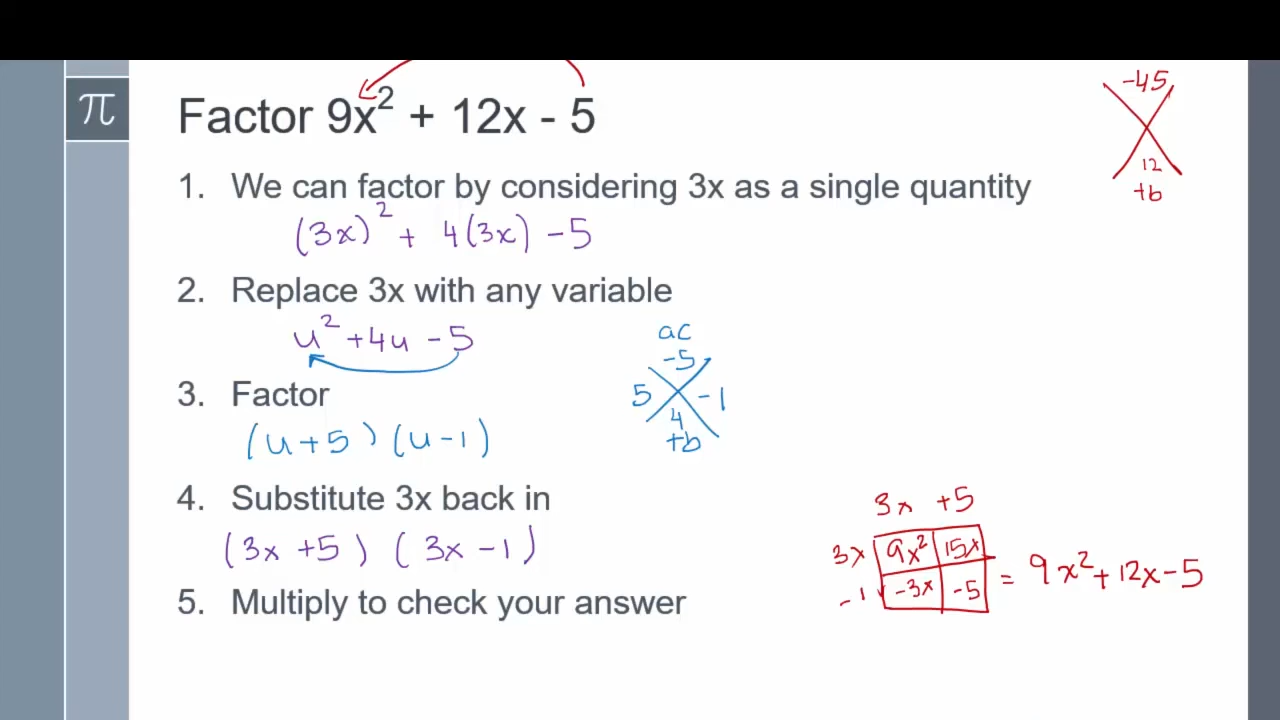 π
Factor 9x² + 12x - 5
-45
12
+b
1. We can factor by considering 3x as a single quantity
(3x)² + 4(3x) - 5
2. Replace 3x with any variable
u² + 4u - 5
ac
-5
5 -1
4
+b
3. Factor
(u+5) (u-1)
4. Substitute 3x back in
(3x +5) (3x -1)
3x +5
3x 9x² 15x
-1 -3x -5
= 9x² + 12x - 5
5. Multiply to check your answer